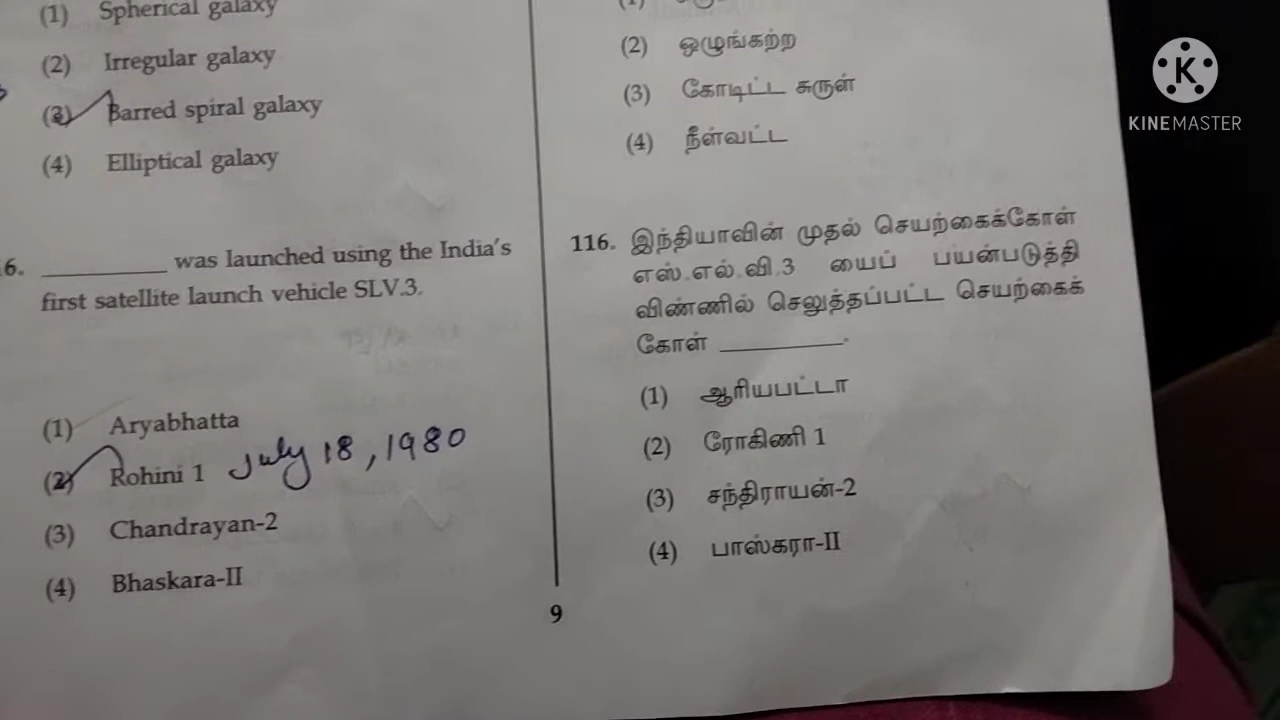 (1) Spherical galaxy
(2) Irregular galaxy
(3) Barred spiral galaxy
(4) Elliptical galaxy
6. ________ was launched using the India's
first satellite launch vehicle SLV.3.
(1) Aryabhatta
(2) Rohini 1 July 18, 1980
(3) Chandrayan-2
(4) Bhaskara-II
(2) ஒழுங்கற்ற
(3) கோடிட்ட சுருள்
(4) நீள்வட்ட
116. இந்தியாவின் முதல் செயற்கைக்கோள்
எஸ்.எல்.வி.3 யைப் பயன்படுத்தி
விண்ணில் செலுத்தப்பட்ட செயற்கைக்
கோள் ________.
(1) ஆரியபட்டா
(2) ரோகிணி 1
(3) சந்திராயன்-2
(4) பாஸ்கரா-II
9
K
KINEMASTER